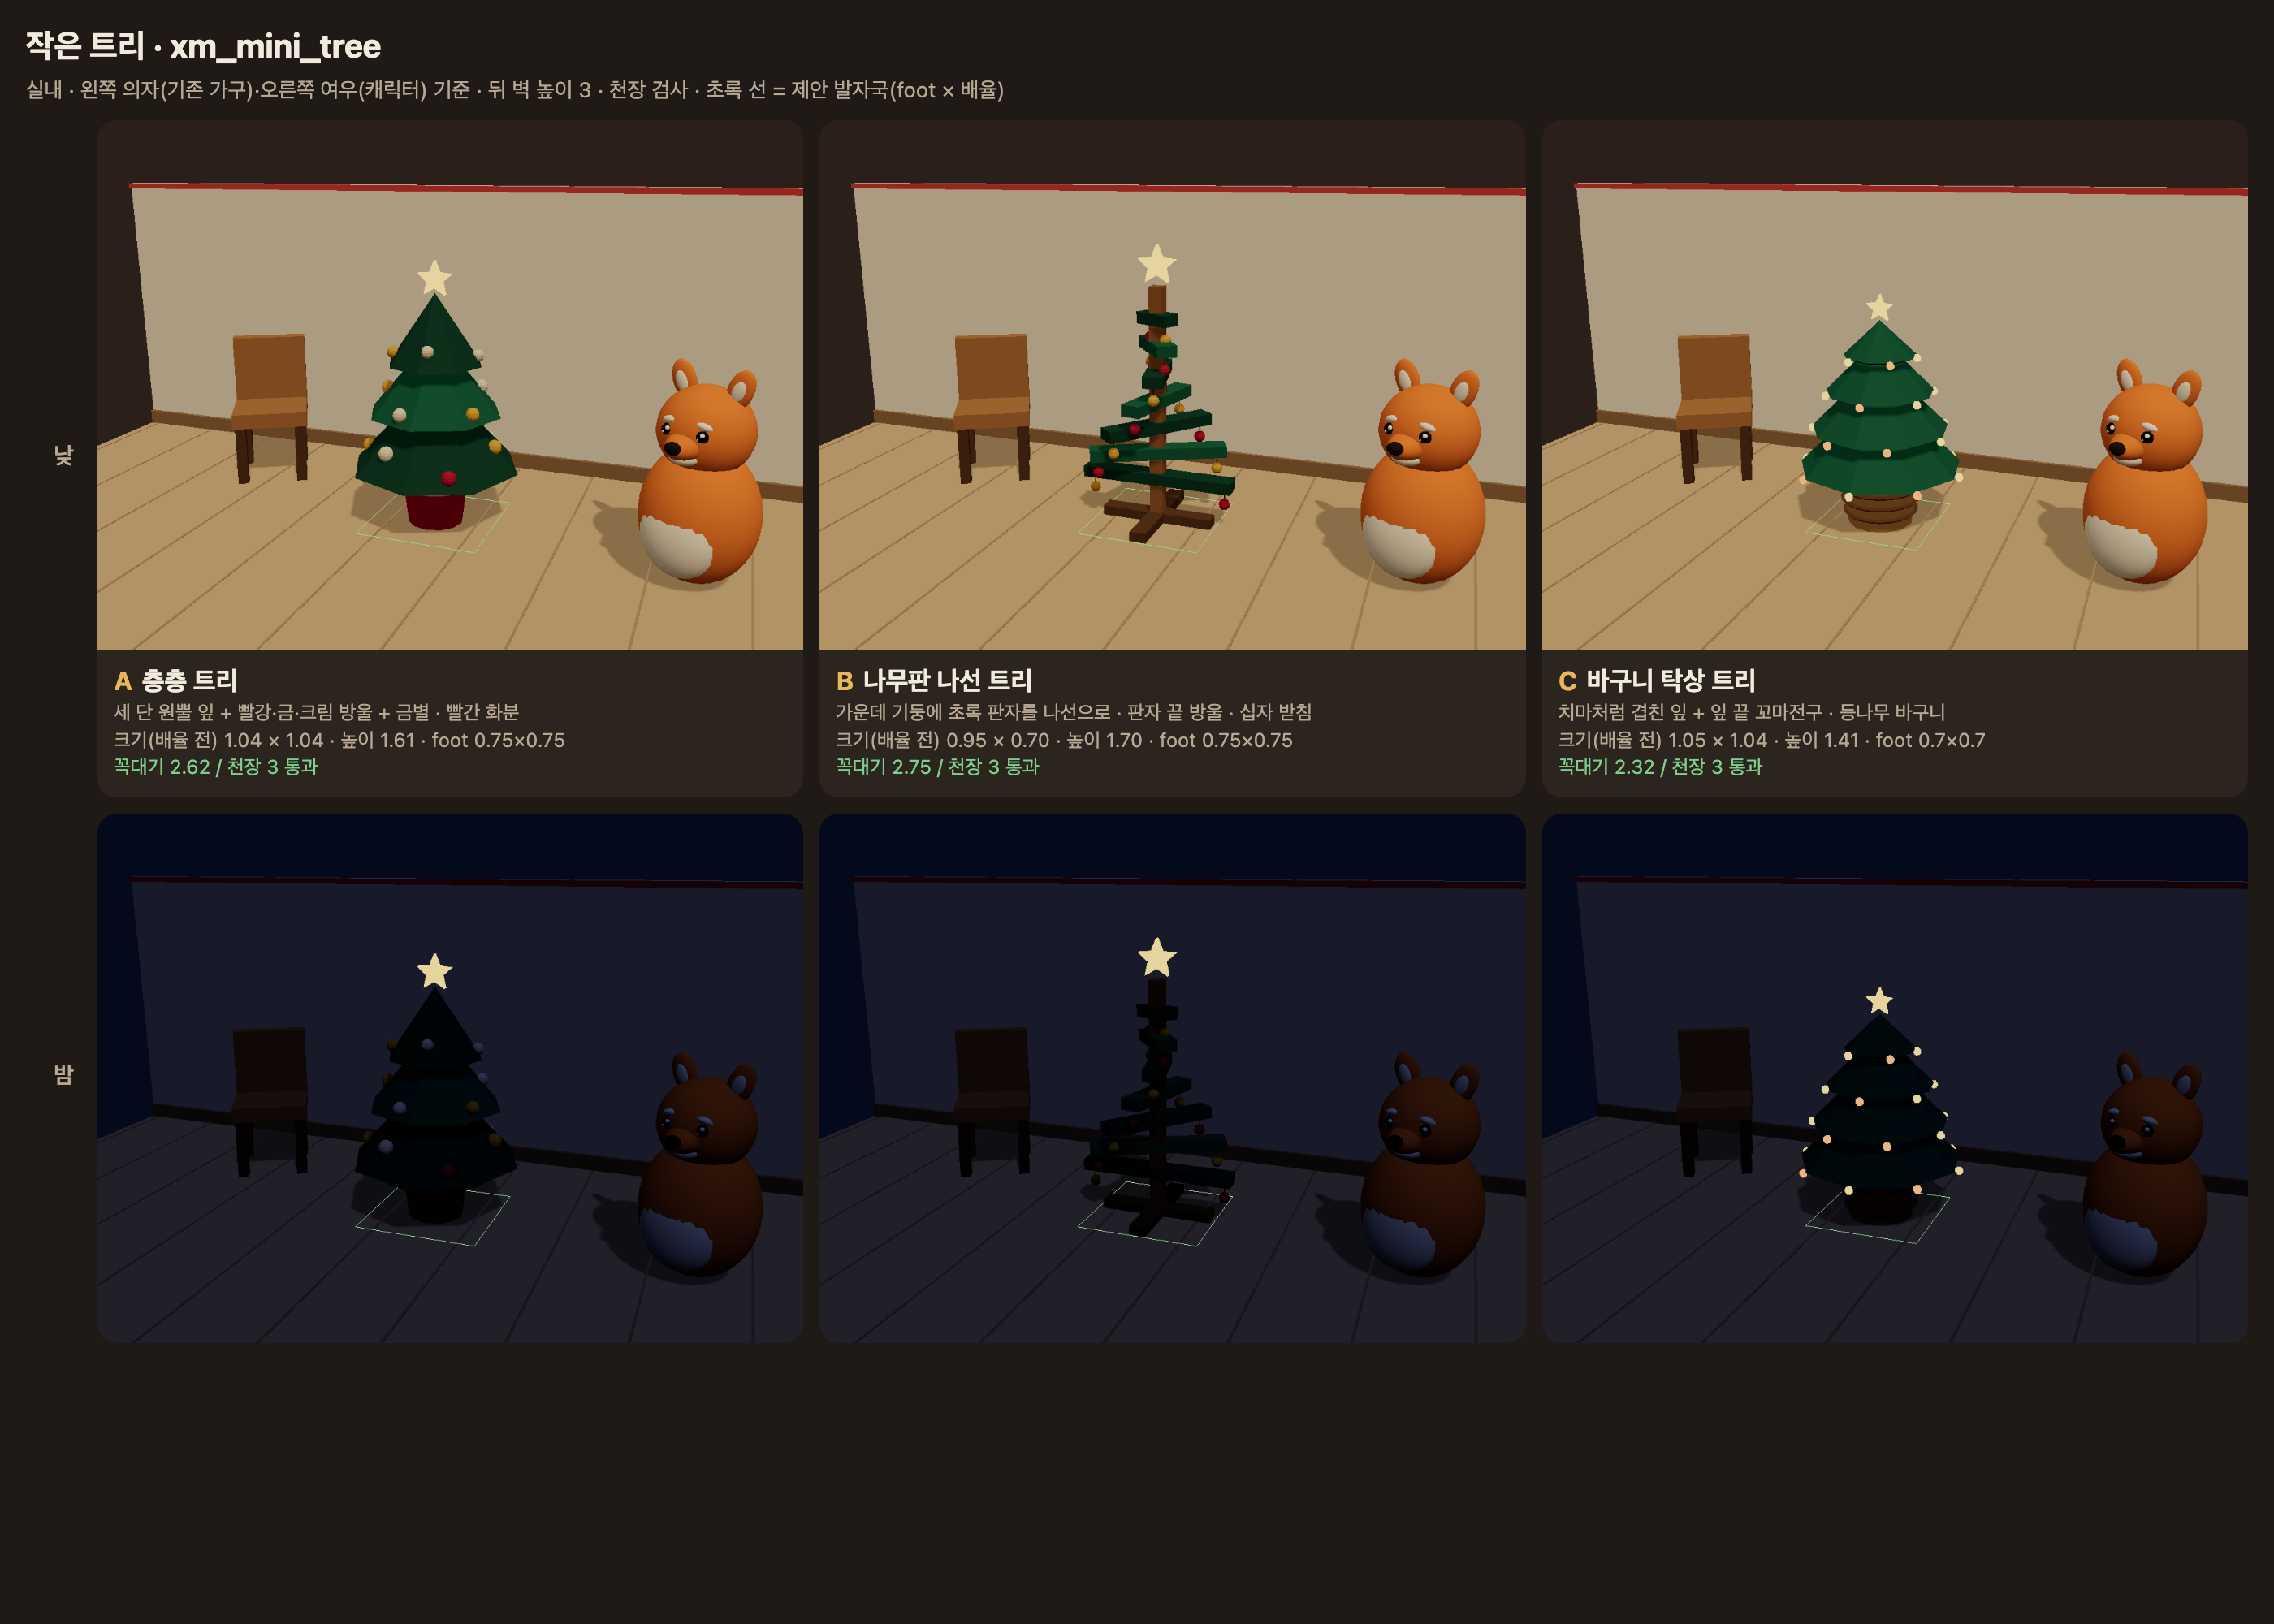 작은 트리 · xm_mini_tree
실내 · 왼쪽 의자(기존 가구)·오른쪽 여우(캐릭터) 기준 · 뒤 벽 높이 3 · 천장 검사 · 초록 선 = 제안 발자국(foot × 배율)
낮
A 층층 트리
세 단 원뿔 잎 + 빨강·금·크림 방울 + 금별 · 빨간 화분
크기(배율 전) 1.04 × 1.04 · 높이 1.61 · foot 0.75×0.75
꼭대기 2.62 / 천장 3 통과
B 나무판 나선 트리
가운데 기둥에 초록 판자를 나선으로 · 판자 끝 방울 · 십자 받침
크기(배율 전) 0.95 × 0.70 · 높이 1.70 · foot 0.75×0.75
꼭대기 2.75 / 천장 3 통과
C 바구니 탁상 트리
치마처럼 겹친 잎 + 잎 끝 꼬마전구 · 등나무 바구니
크기(배율 전) 1.05 × 1.04 · 높이 1.41 · foot 0.7×0.7
꼭대기 2.32 / 천장 3 통과
밤